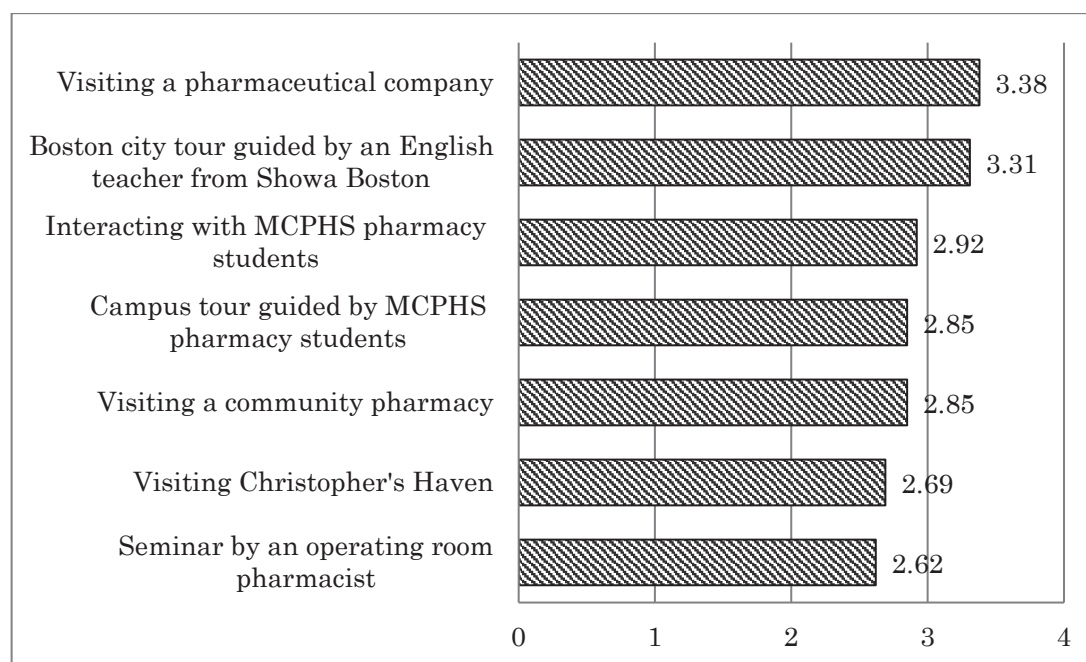 Visiting a pharmaceutical company
3.38
Boston city tour guided by an English
teacher from Showa Boston
3.31
Interacting with MCPHS pharmacy
students
2.92
Campus tour guided by MCPHS
pharmacy students
2.85
Visiting a community pharmacy
2.85
Visiting Christopher's Haven
2.69
Seminar by an operating room
pharmacist
2.62
0 1 2 3 4